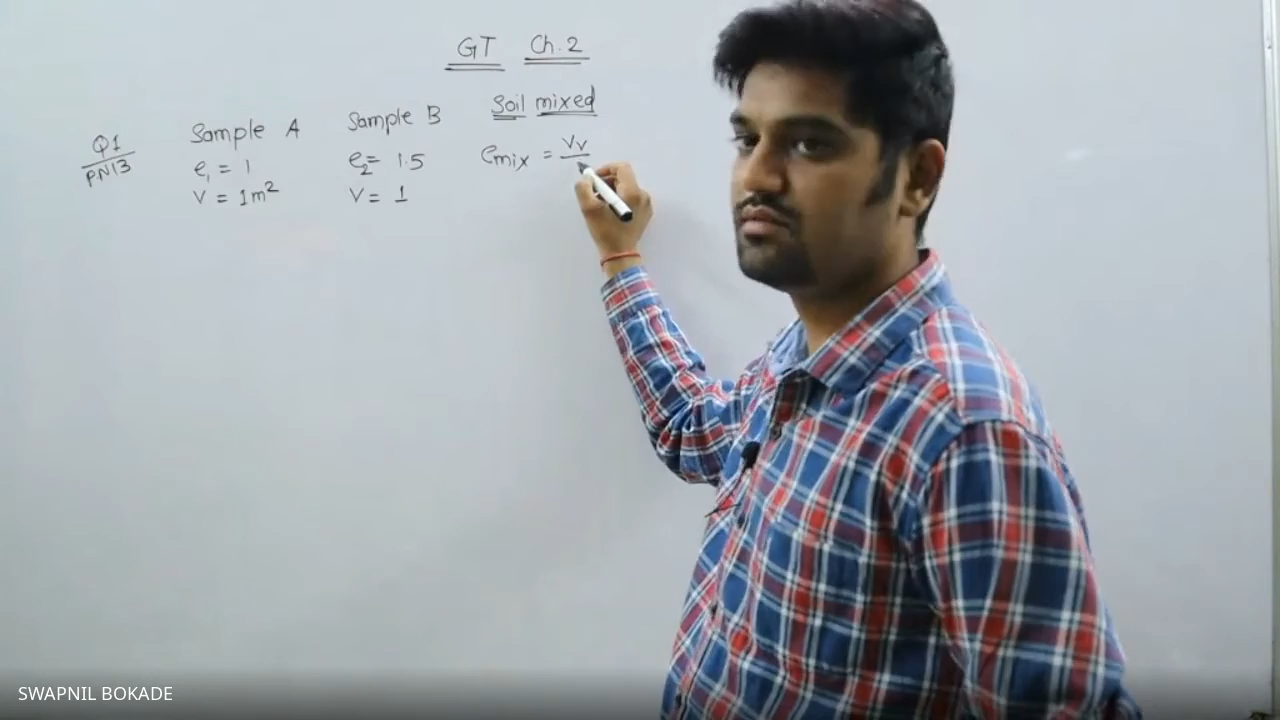 GT Ch. 2
Q1
PN13
Sample A
e1 = 1
V = 1m2
Sample B
e2 = 1.5
V = 1
Soil mixed
emix = Vv
SWAPNIL BOKADE